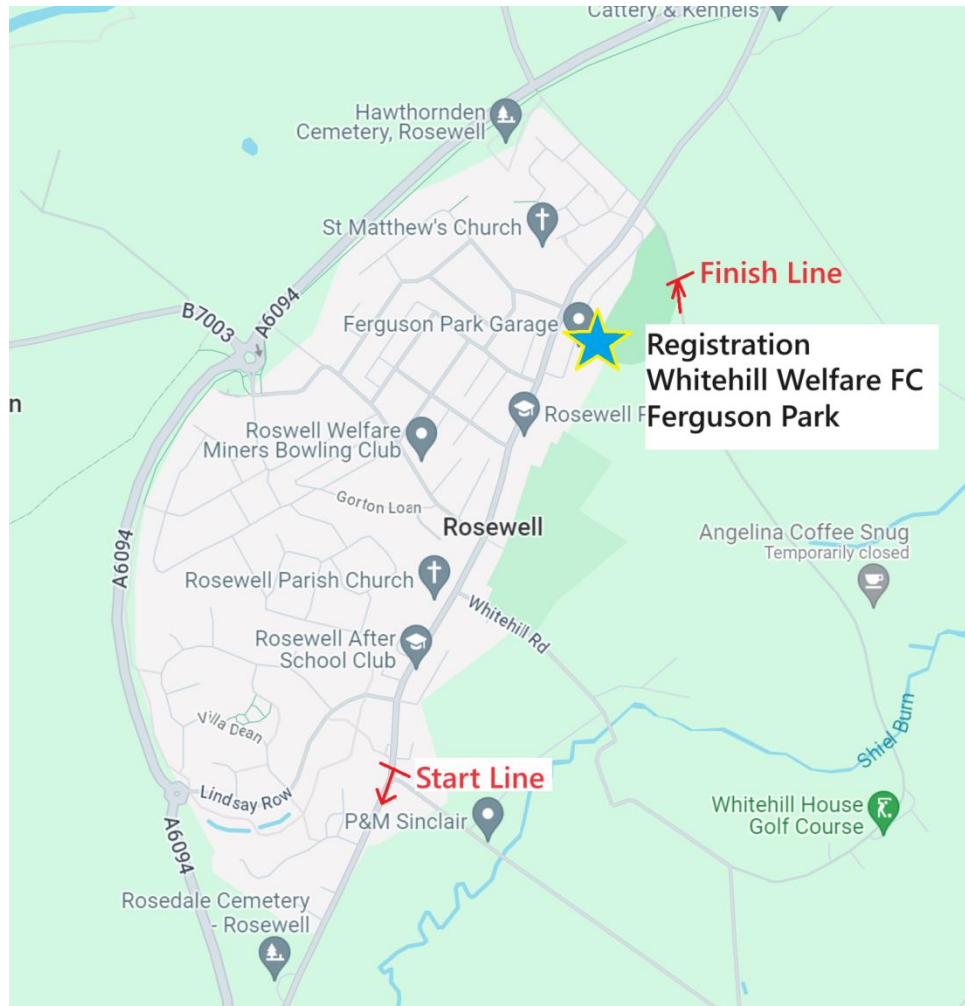 Cattery & Kennels
Hawthornden
Cemetery, Rosewell
St Matthew's Church
Finish Line
B7003
A6094
Ferguson Park Garage
Registration
Whitehill Welfare FC
Ferguson Park
n
Rosewell P
Roswell Welfare
Miners Bowling Club
Gorton Loan
Rosewell
Angelina Coffee Snug
Temporarily closed
A6094
Rosewell Parish Church
Whitehill Rd
Rosewell After
School Club
Villa Dean
Shiel Burn
Start Line
Lindsay Row
P&M Sinclair
Whitehill House
Golf Course
A6094
Rosedale Cemetery
- Rosewell